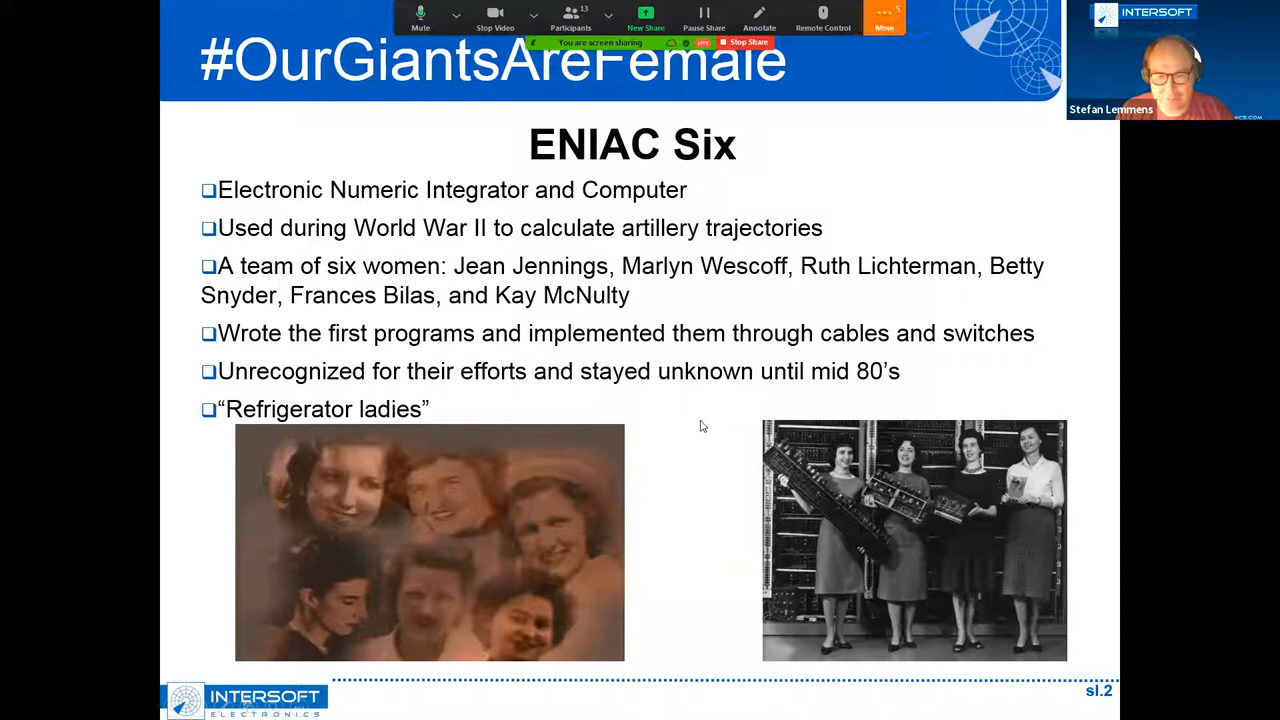 13
5
Mute
Stop Video
Participants
New Share
Pause Share
Annotate
Remote Control
More
You are screen sharing
LIVE
Stop Share
INTERSOFT
Stefan Lemmens
#OurGiantsAreFemale
ENIAC Six
❑Electronic Numeric Integrator and Computer
❑Used during World War II to calculate artillery trajectories
❑A team of six women: Jean Jennings, Marlyn Wescoff, Ruth Lichterman, Betty
Snyder, Frances Bilas, and Kay McNulty
❑Wrote the first programs and implemented them through cables and switches
❑Unrecognized for their efforts and stayed unknown until mid 80’s
❑“Refrigerator ladies”
INTERSOFT
ELECTRONICS
sl.2